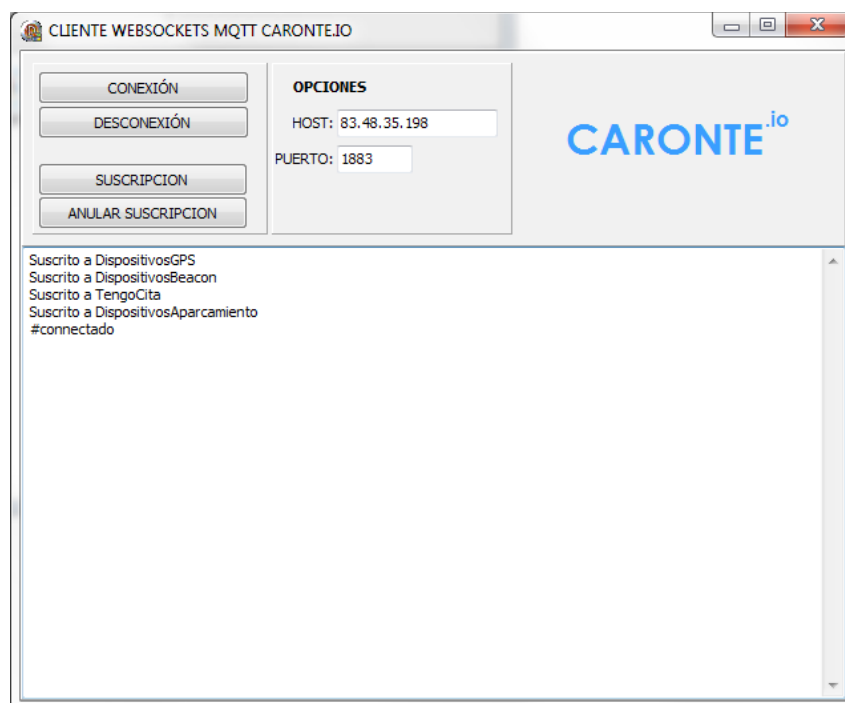 CLIENTE WEBSOCKETS MQTT CARONTE.IO
CONEXIÓN
DESCONEXIÓN
SUSCRIPCION
ANULAR SUSCRIPCION
OPCIONES
HOST: 83.48.35.198
PUERTO: 1883
CARONTE.io
Suscrito a DispositivosGPS
Suscrito a DispositivosBeacon
Suscrito a TengoCita
Suscrito a DispositivosAparcamiento
#connectado